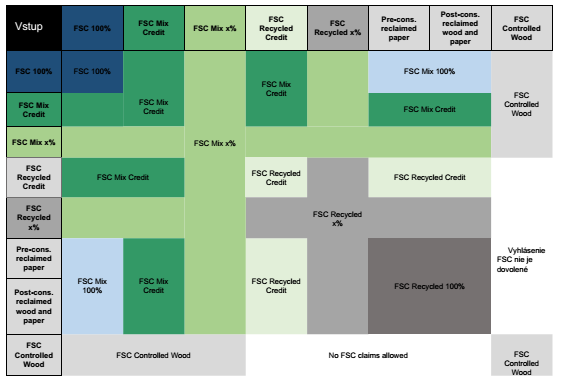 Vstup
FSC 100%
FSC Mix
Credit
FSC Mix x%
FSC
Recycled
Credit
FSC
Recycled x%
Pre-cons.
reclaimed
paper
Post-cons.
reclaimed
wood and
paper
FSC
Controlled
Wood
FSC 100%
FSC 100%
FSC Mix
Credit
FSC Mix
Credit
FSC Mix 100%
FSC
Controlled
Wood
FSC Mix
Credit
FSC Mix Credit
FSC Mix x%
FSC Mix x%
FSC
Recycled
Credit
FSC Mix Credit
FSC Recycled
Credit
FSC Recycled Credit
FSC
Recycled
x%
FSC Recycled
x%
Vyhlásenie
FSC nie je
dovolené
Pre-cons.
reclaimed
paper
FSC Mix
100%
FSC Mix
Credit
FSC Recycled
Credit
FSC Recycled 100%
Post-cons.
reclaimed
wood and
paper
FSC
Controlled
Wood
FSC Controlled Wood
No FSC claims allowed
FSC
Controlled
Wood